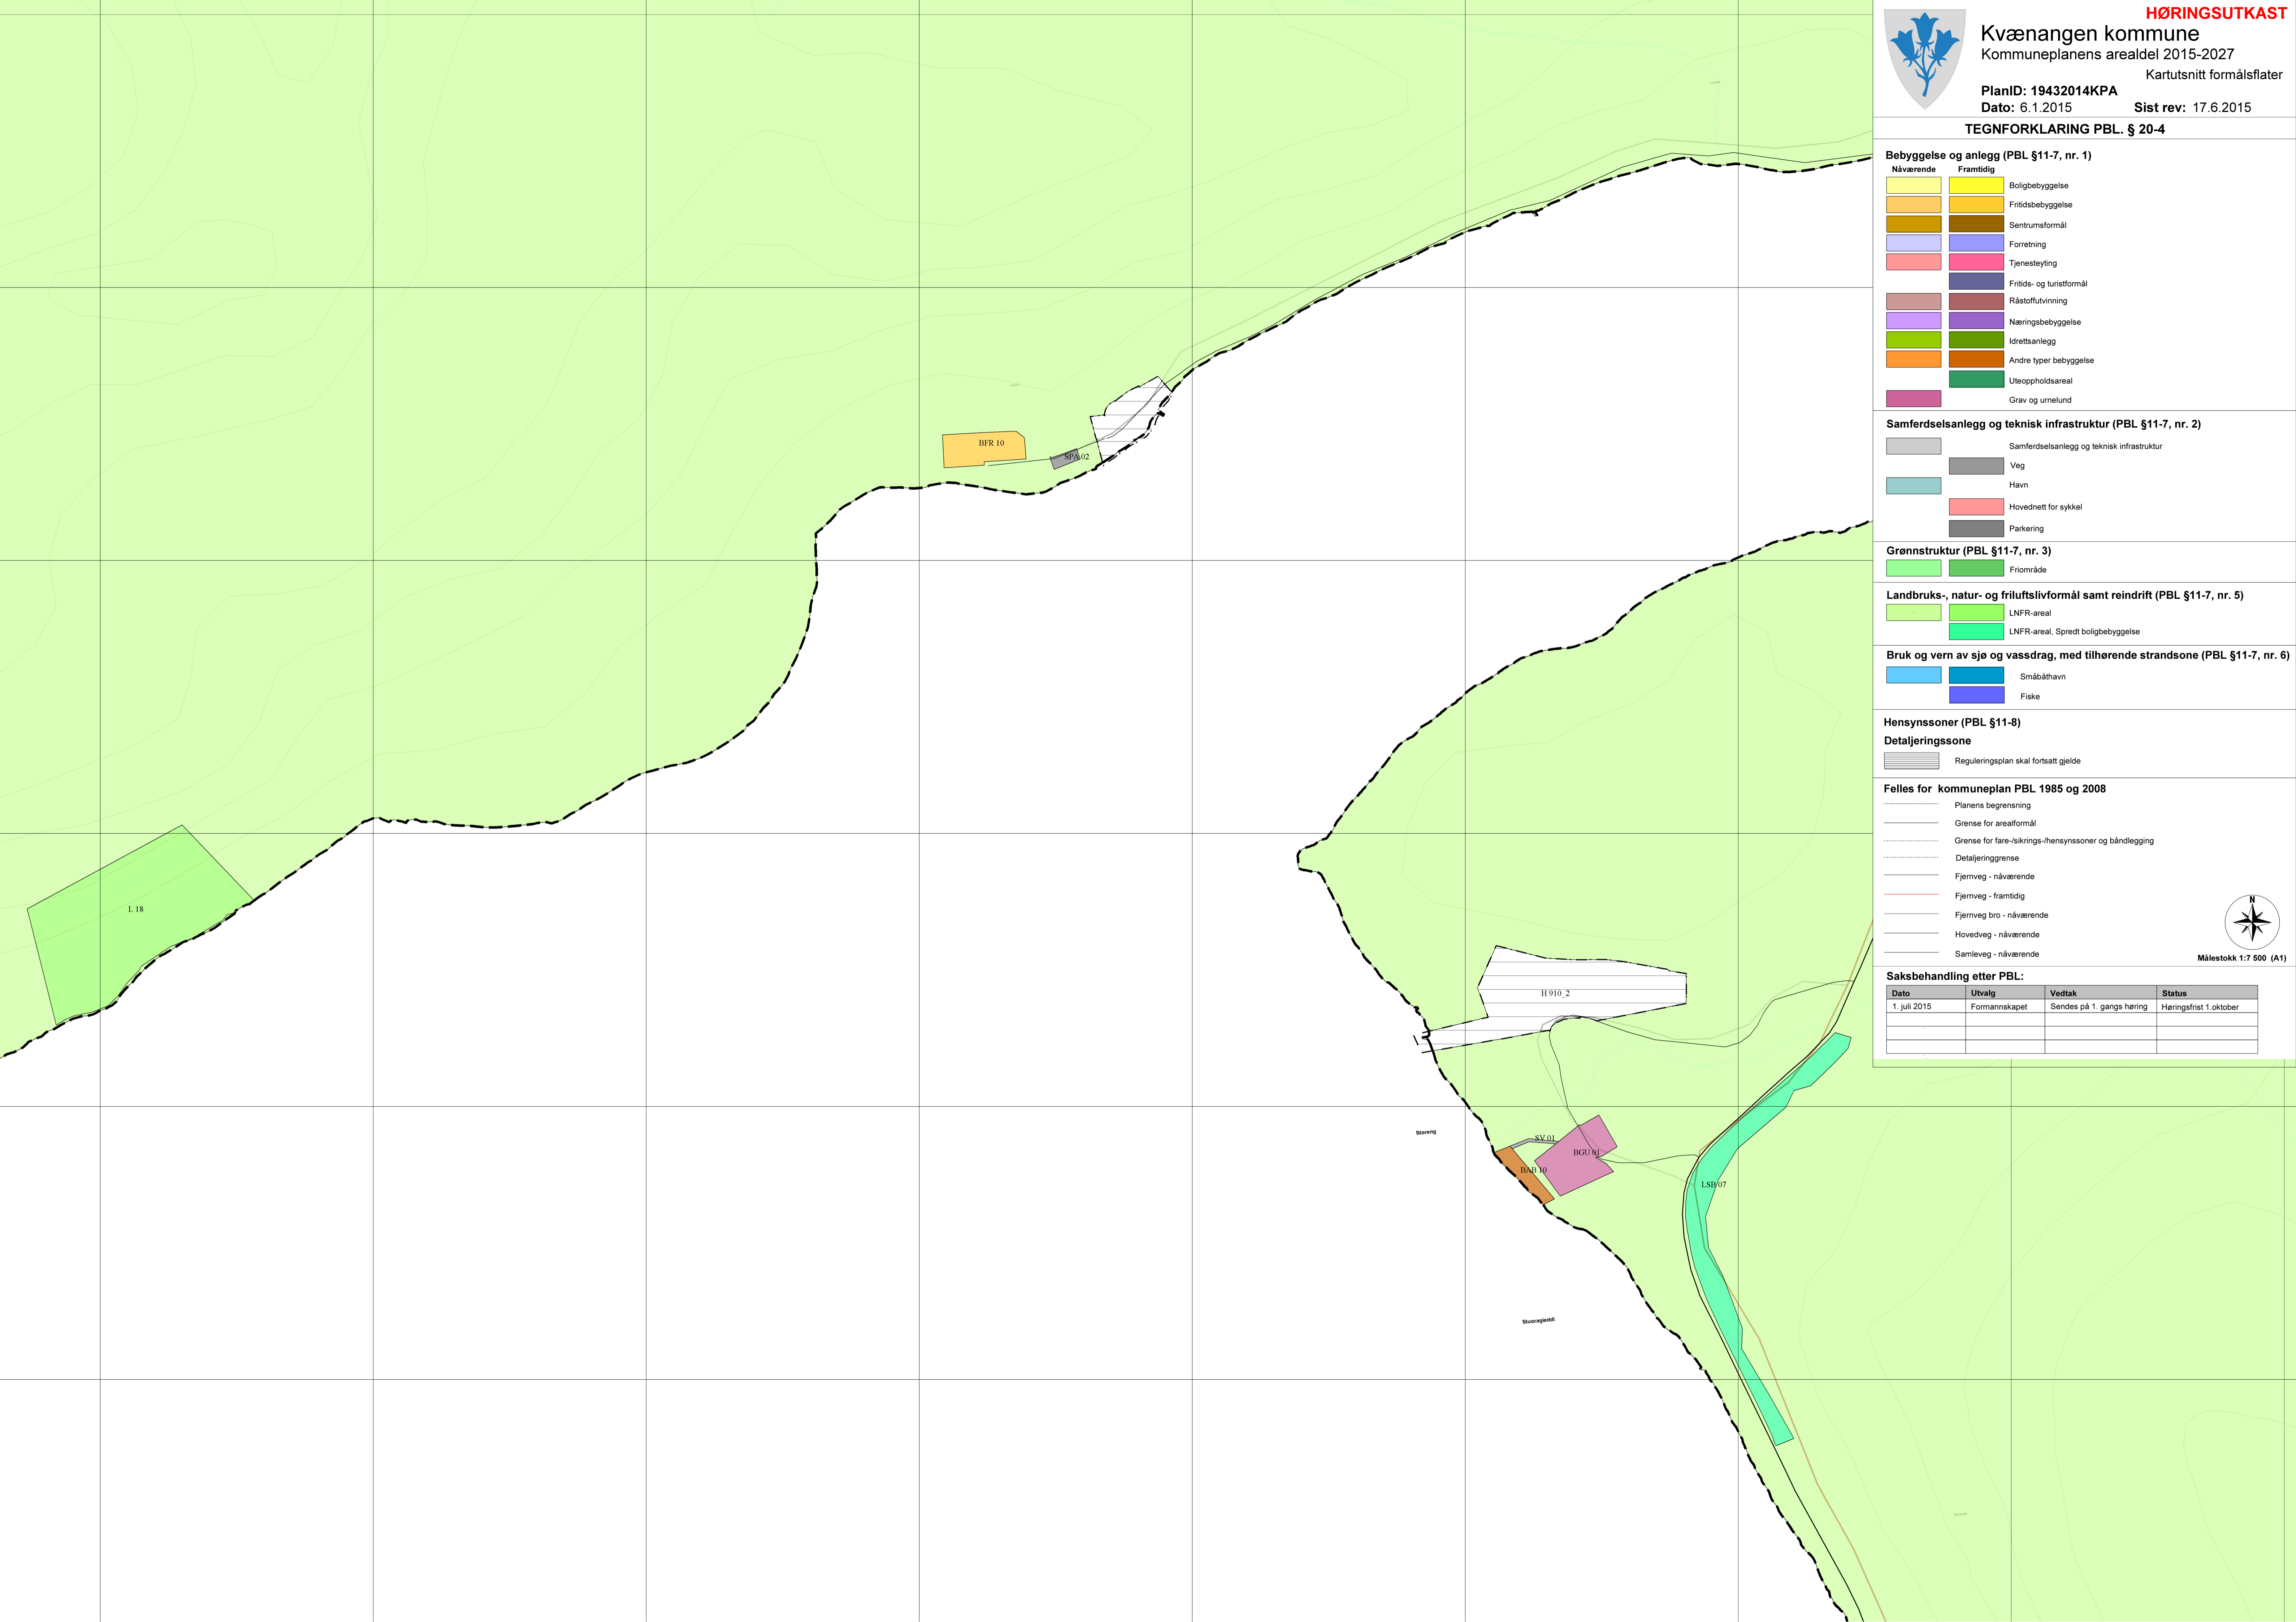 HØRINGSUTKAST
Kvænangen kommune
Kommuneplanens arealdel 2015-2027
Kartutsnitt formålsflater
PlanID: 19432014KPA
Dato: 6.1.2015 Sist rev: 17.6.2015
TEGNFORKLARING PBL. § 20-4
Bebyggelse og anlegg (PBL §11-7, nr. 1)
Nåværende Framtidig
Boligbebyggelse
Fritidsbebyggelse
Sentrumsformål
Forretning
Tjenesteyting
Fritids- og turistformål
Råstoffutvinning
Næringsbebyggelse
Idrettsanlegg
Andre typer bebyggelse
Uteoppholdsareal
Grav og urnelund
Samferdselsanlegg og teknisk infrastruktur (PBL §11-7, nr. 2)
Samferdselsanlegg og teknisk infrastruktur
Veg
Havn
Hovednett for sykkel
Parkering
Grønnstruktur (PBL §11-7, nr. 3)
Friområde
Landbruks-, natur- og friluftslivformål samt reindrift (PBL §11-7, nr. 5)
LNFR-areal
LNFR-areal, Spredt boligbebyggelse
Bruk og vern av sjø og vassdrag, med tilhørende strandsone (PBL §11-7, nr. 6)
Småbåthavn
Fiske
Hensynssoner (PBL §11-8)
Detaljeringssone
Reguleringsplan skal fortsatt gjelde
Felles for kommuneplan PBL 1985 og 2008
Planens begrensning
Grense for arealformål
Grense for fare-/sikrings-/hensynssoner og båndlegging
Detaljeringgrense
Fjernveg - nåværende
Fjernveg - framtidig
Fjernveg bro - nåværende
Hovedveg - nåværende
Samleveg - nåværende
N
Målestokk 1:7 500 (A1)
Saksbehandling etter PBL:
Dato Utvalg Vedtak Status
1. juli 2015 Formannskapet Sendes på 1. gangs høring Høringsfrist 1.oktober
BFR 10
SPA 02
L 18
H 910_2
SV 01
BGU 01
BAB 10
LSB 07
Storeng
Stuoragieddi